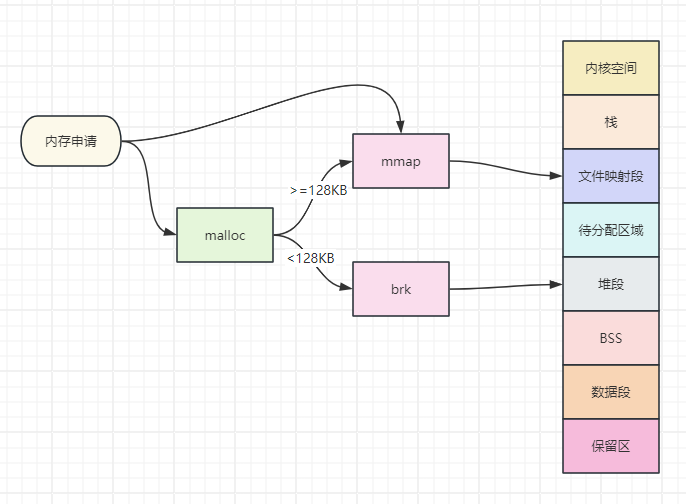 内存申请
malloc
>=128KB
<128KB
mmap
brk
内核空间
栈
文件映射段
待分配区域
堆段
BSS
数据段
保留区